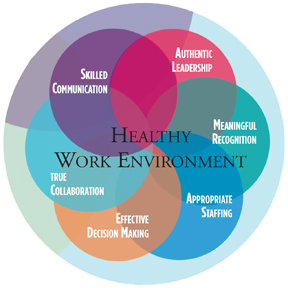 SKILLED
COMMUNICATION
AUTHENTIC
LEADERSHIP
MEANINGFUL
RECOGNITION
HEALTHY
WORK ENVIRONMENT
TRUE
COLLABORATION
APPROPRIATE
STAFFING
EFFECTIVE
DECISION MAKING